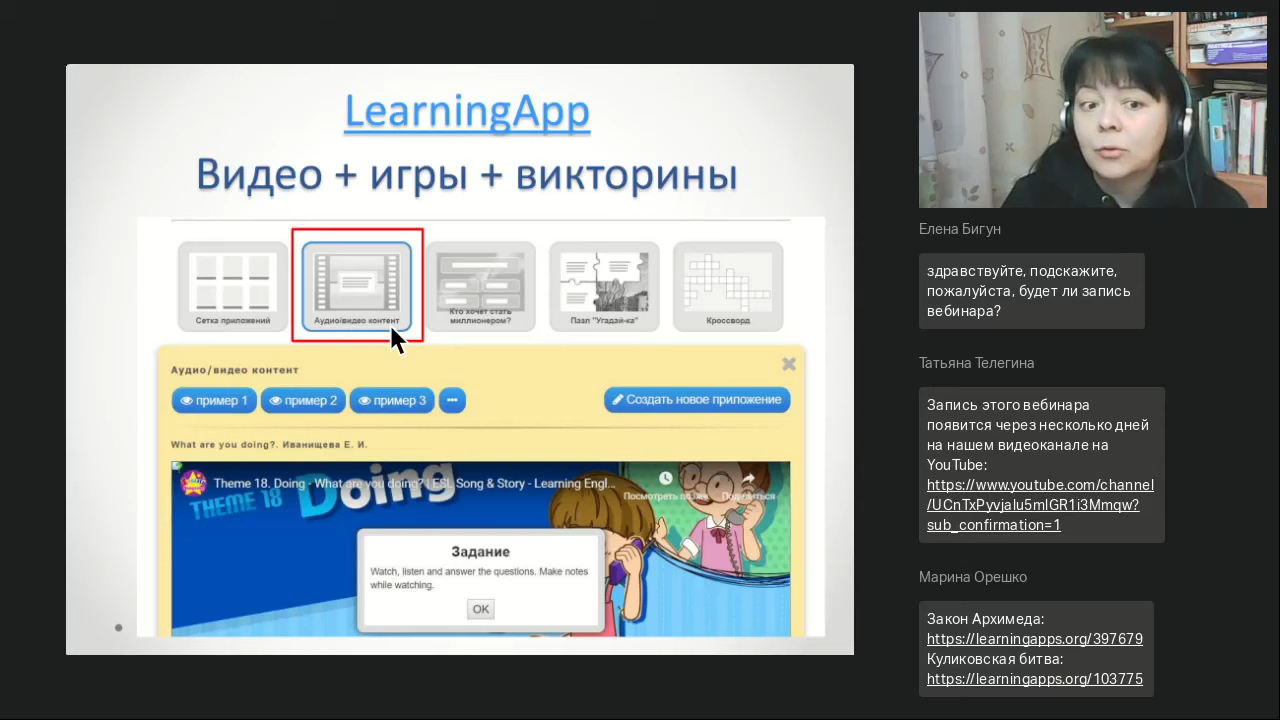 LearningApp
Видео + игры + викторины
Сетка приложений
Аудио/видео контент
Кто хочет стать
миллионером?
Пазл "Угадай-ка"
Кроссворд
Аудио/видео контент
пример 1
пример 2
пример 3
Создать новое приложение
What are you doing?. Иванищева Е. И.
Theme 18. Doing - What are you doing? | ESL Song & Story - Learning Engl...
THEME 18 Doing
Посмотреть позже
Поделиться
Задание
Watch, listen and answer the questions. Make notes
while watching.
OK
Елена Бигун
здравствуйте, подскажите,
пожалуйста, будет ли запись
вебинара?
Татьяна Телегина
Запись этого вебинара
появится через несколько дней
на нашем видеоканале на
YouTube:
https://www.youtube.com/channel
/UCnTxPyvjalu5mlGR1i3Mmqw?
sub_confirmation=1
Марина Орешко
Закон Архимеда:
https://learningapps.org/397679
Куликовская битва:
https://learningapps.org/103775